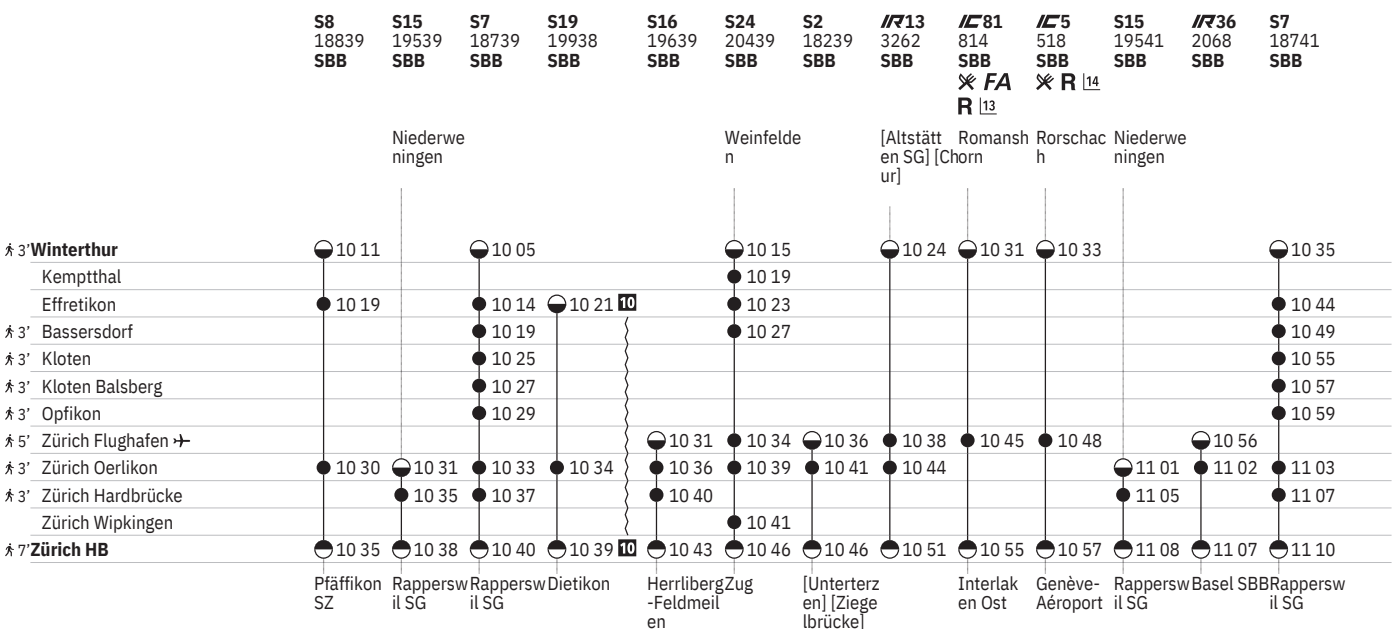 S8 S15 S7 S19 S16 S24 S2 IR13 IC81 IC5 S15 IR36 S7
18839 19539 18739 19938 19639 20439 18239 3262 814 518 19541 2068 18741
SBB SBB SBB SBB SBB SBB SBB SBB SBB SBB SBB SBB SBB
FA R 14
R 13
Niederwe Weinfelde [Altstätt Romansh Rorschac Niederwe
ningen n en SG] [Ch orn h ningen
ur]
3' Winterthur 10 11 10 05 10 15 10 24 10 31 10 33 10 35
Kemptthal 10 19
Effretikon 10 19 10 14 10 21 10 10 23 10 44
3' Bassersdorf 10 19 10 27 10 49
3' Kloten 10 25 10 55
3' Kloten Balsberg 10 27 10 57
3' Opfikon 10 29 10 59
5' Zürich Flughafen 10 31 10 34 10 36 10 38 10 45 10 48 10 56
3' Zürich Oerlikon 10 30 10 31 10 33 10 34 10 36 10 39 10 41 10 44 11 01 11 02 11 03
3' Zürich Hardbrücke 10 35 10 37 10 40 11 05 11 07
Zürich Wipkingen 10 41
7' Zürich HB 10 35 10 38 10 40 10 39 10 10 43 10 46 10 46 10 51 10 55 10 57 11 08 11 07 11 10
Pfäffikon Rappersw Rappersw Dietikon Herrliberg Zug [Unterterz Interlak Genève- Rappersw Basel SBB Rappersw
SZ il SG il SG -Feldmeil en] [Ziege en Ost Aéroport il SG il SG
en lbrücke]